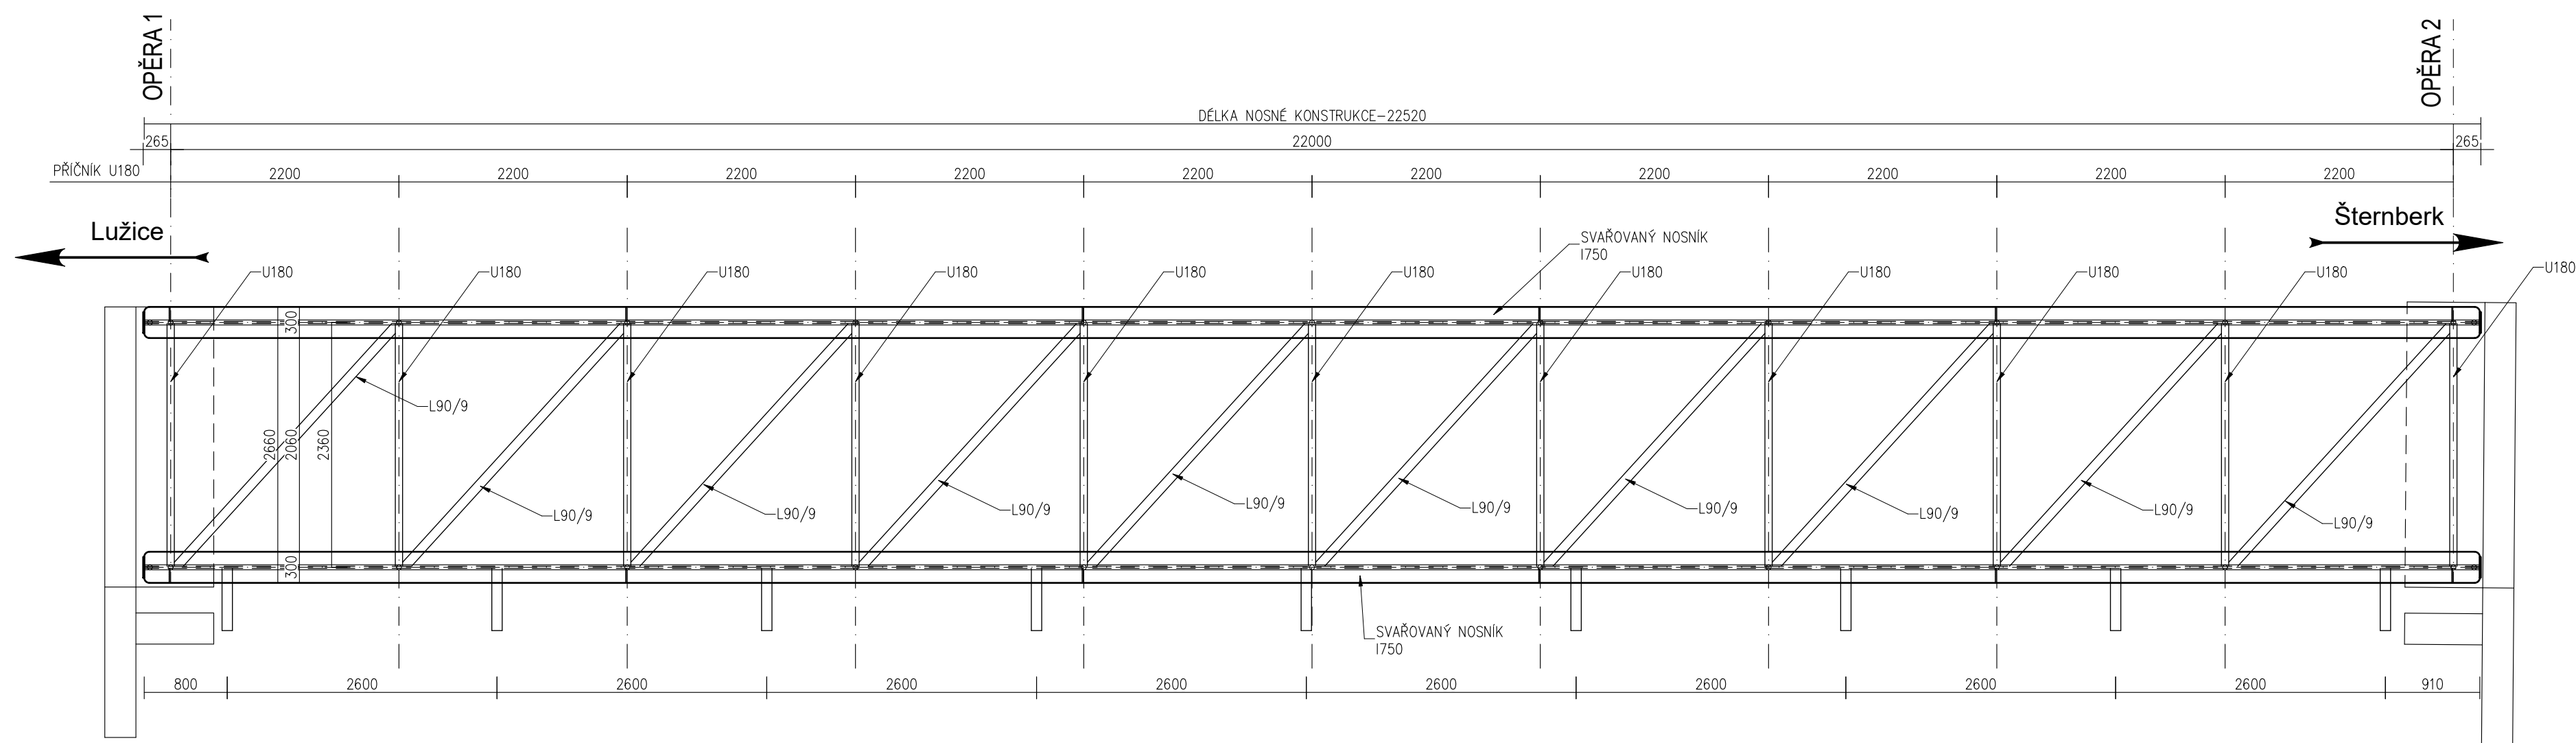 OPĚRA 1
OPĚRA 2
DÉLKA NOSNÉ KONSTRUKCE-22520
265
22000
265
PŘÍČNÍK U180
2200
2200
2200
2200
2200
2200
2200
2200
2200
2200
Lužice
Šternberk
SVAŘOVANÝ NOSNÍK
I750
U180
U180
U180
U180
U180
U180
U180
U180
U180
U180
U180
300
2660
2060
2360
300
L90/9
L90/9
L90/9
L90/9
L90/9
L90/9
L90/9
L90/9
L90/9
L90/9
SVAŘOVANÝ NOSNÍK
I750
800
2600
2600
2600
2600
2600
2600
2600
2600
910